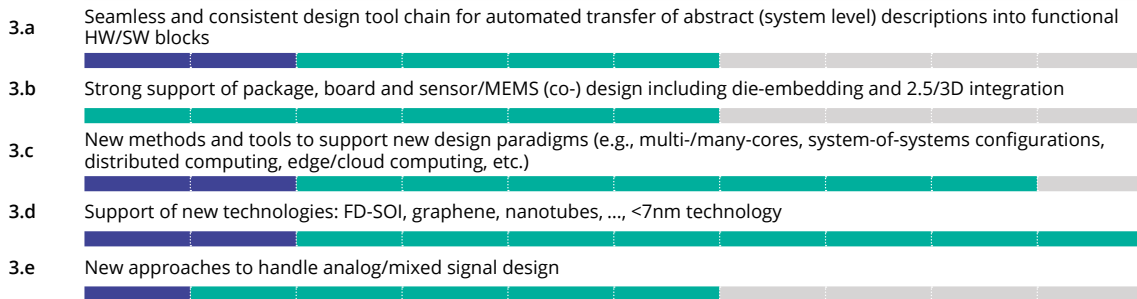 3.a Seamless and consistent design tool chain for automated transfer of abstract (system level) descriptions into functional
HW/SW blocks
3.b Strong support of package, board and sensor/MEMS (co-) design including die-embedding and 2.5/3D integration
3.c New methods and tools to support new design paradigms (e.g., multi-/many-cores, system-of-systems configurations,
distributed computing, edge/cloud computing, etc.)
3.d Support of new technologies: FD-SOI, graphene, nanotubes, ..., <7nm technology
3.e New approaches to handle analog/mixed signal design